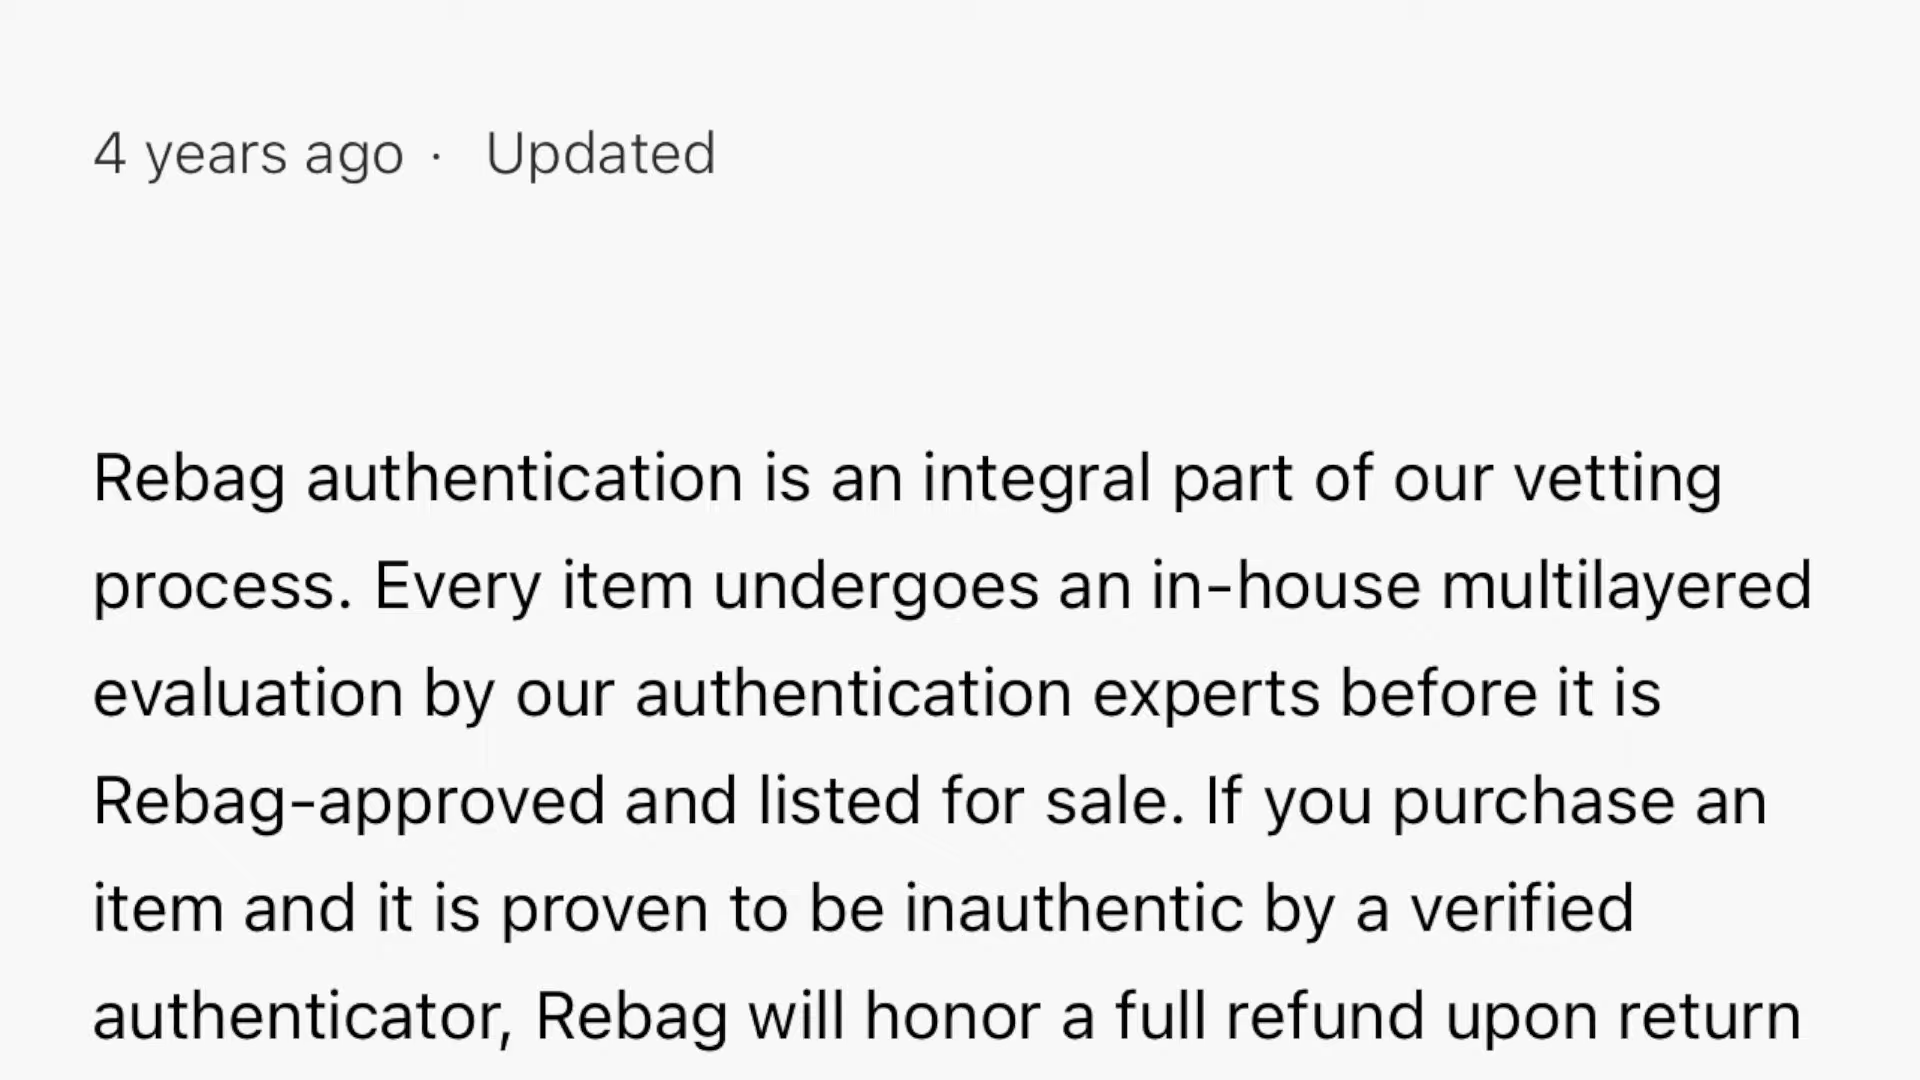 4 years ago · Updated
Rebag authentication is an integral part of our vetting
process. Every item undergoes an in-house multilayered
evaluation by our authentication experts before it is
Rebag-approved and listed for sale. If you purchase an
item and it is proven to be inauthentic by a verified
authenticator, Rebag will honor a full refund upon return